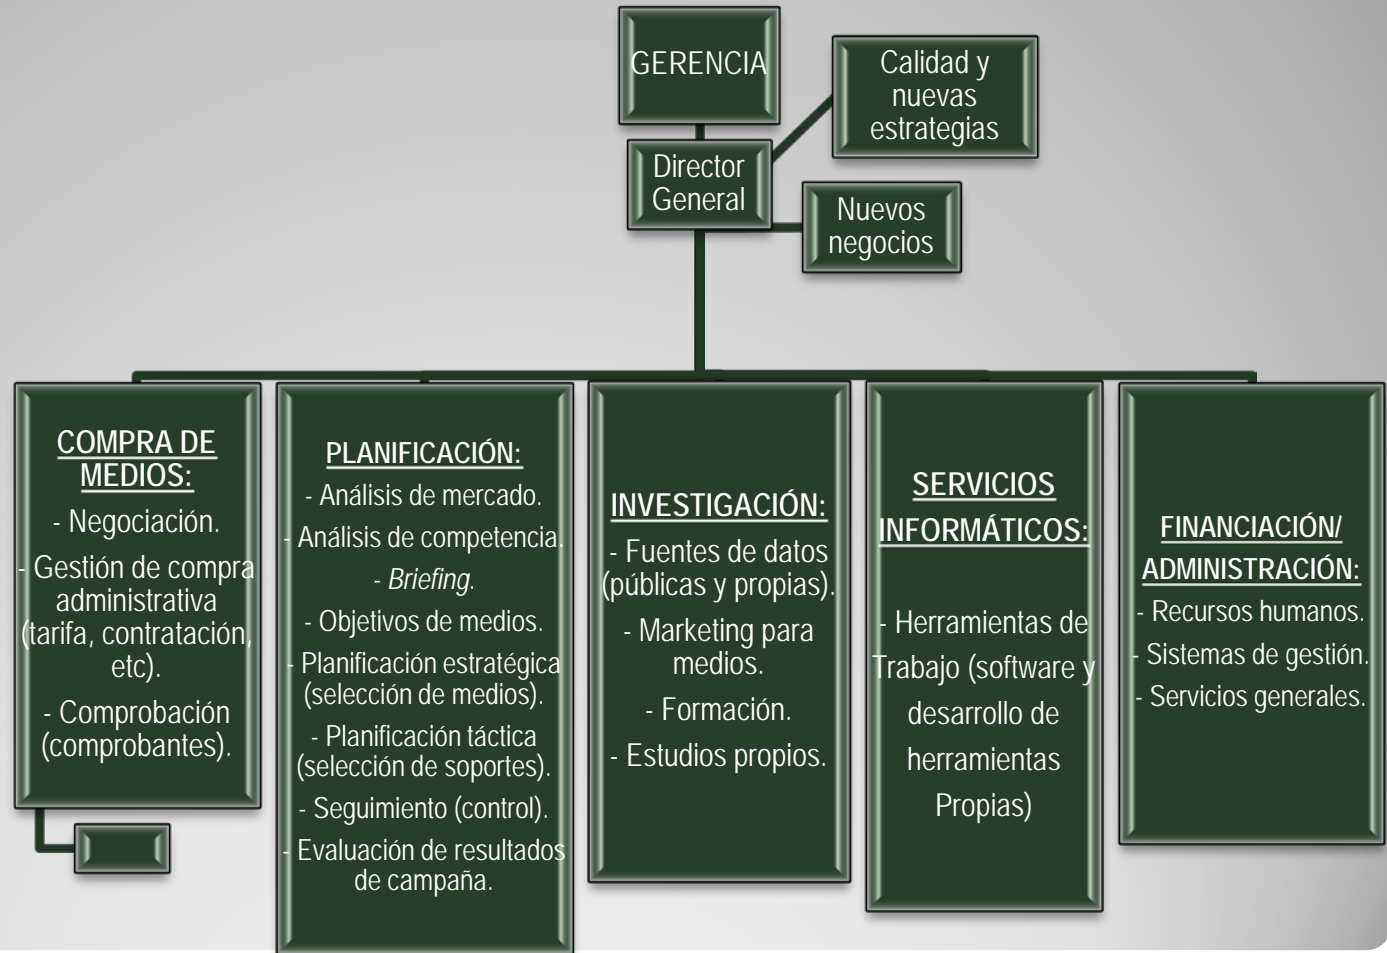 GERENCIA
Calidad y
nuevas
estrategias
Director
General
Nuevos
negocios
COMPRA DE
MEDIOS:
- Negociación.
- Gestión de compra
administrativa
(tarifa, contratación,
etc).
- Comprobación
(comprobantes).
PLANIFICACIÓN:
- Análisis de mercado.
- Análisis de competencia.
- Briefing.
- Objetivos de medios.
- Planificación estratégica
(selección de medios).
- Planificación táctica
(selección de soportes).
- Seguimiento (control).
- Evaluación de resultados
de campaña.
INVESTIGACIÓN:
- Fuentes de datos
(públicas y propias).
- Marketing para
medios.
- Formación.
- Estudios propios.
SERVICIOS
INFORMÁTICOS:
- Herramientas de
Trabajo (software y
desarrollo de
herramientas
Propias)
FINANCIACIÓN/
ADMINISTRACIÓN:
- Recursos humanos.
- Sistemas de gestión.
- Servicios generales.